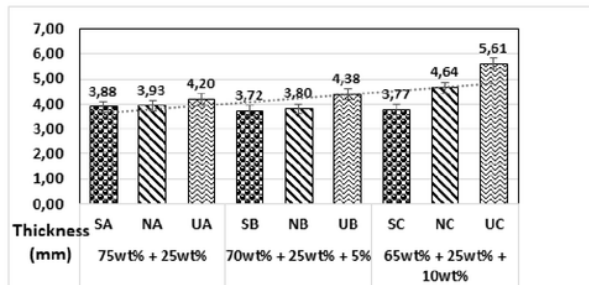 7,00
6,00
5,00
4,00
3,00
2,00
1,00
0,00
3,88 3,93 4,20 3,72 3,80 4,38 3,77 4,64 5,61
Thickness (mm)
SA NA UA SB NB UB SC NC UC
75wt% + 25wt% 70wt% + 25wt% + 5% 65wt% + 25wt% +
10wt%